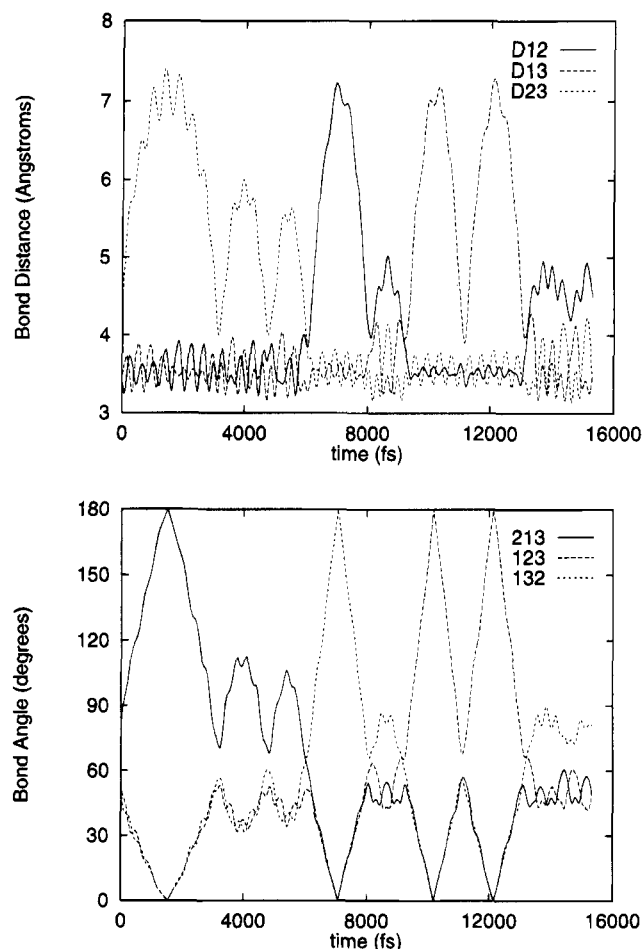 8
7
6
5
4
3
Bond Distance (Angstroms)
D12
D13
D23
0 4000 8000 12000 16000
time (fs)
180
150
120
90
60
30
0
Bond Angle (degrees)
213
123
132
0 4000 8000 12000 16000
time (fs)